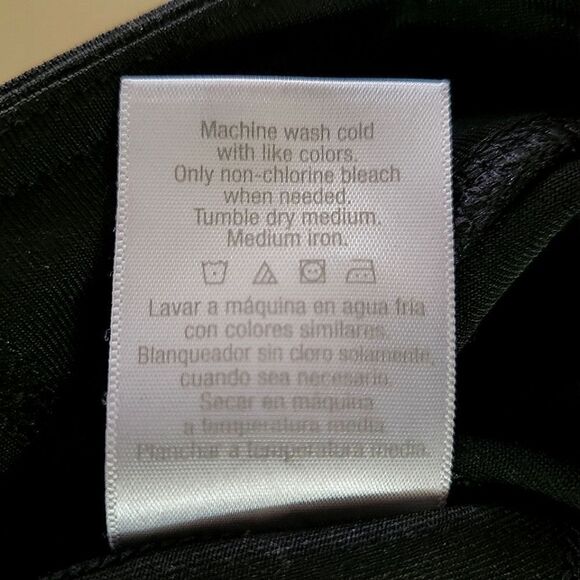 Machine wash cold
with like colors.
Only non-chlorine bleach
when needed.
Tumble dry medium.
Medium iron.
Lavar a máquina en agua fria
con colores similares.
Blanqueador sin cloro solamente,
cuando sea necesario.
Secar en máquina
a temperatura media.
Planchar a temperatura media.